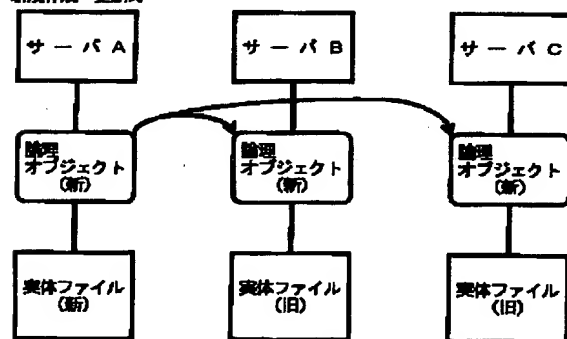 サーバA
サーバB
サーバC
論理
オブジェクト
(新)
論理
オブジェクト
(新)
論理
オブジェクト
(新)
実体ファイル
(新)
実体ファイル
(旧)
実体ファイル
(旧)